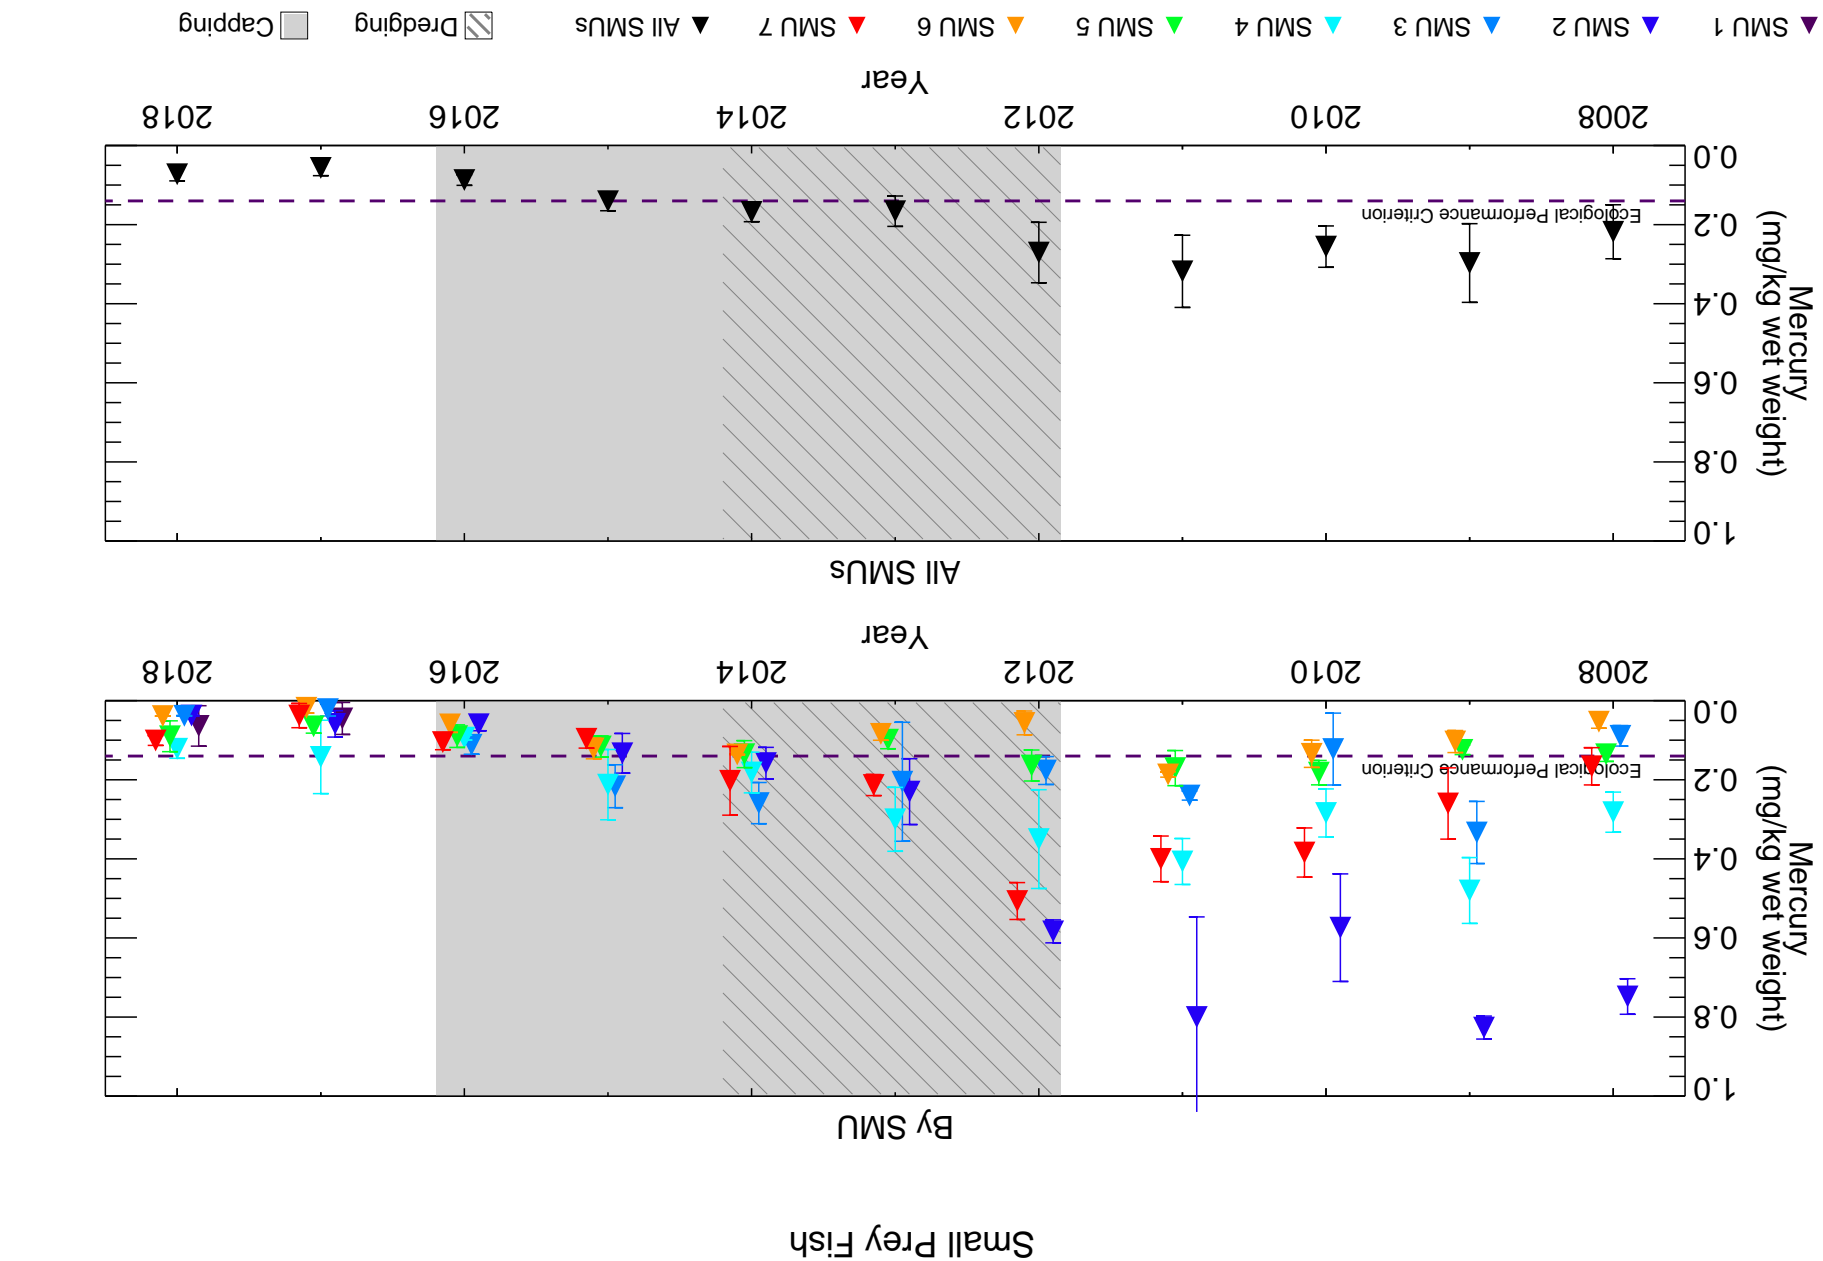 Small Prey Fish
By SMU
Mercury
(mg/kg wet weight)
1.0
0.8
0.6
0.4
0.2
0.0
Ecological Performance Criterion
2008 2010 2012 2014 2016 2018
Year
All SMUs
Mercury
(mg/kg wet weight)
1.0
0.8
0.6
0.4
0.2
0.0
Ecological Performance Criterion
2008 2010 2012 2014 2016 2018
Year
SMU 1 SMU 2 SMU 3 SMU 4 SMU 5 SMU 6 SMU 7 All SMUs Dredging Capping